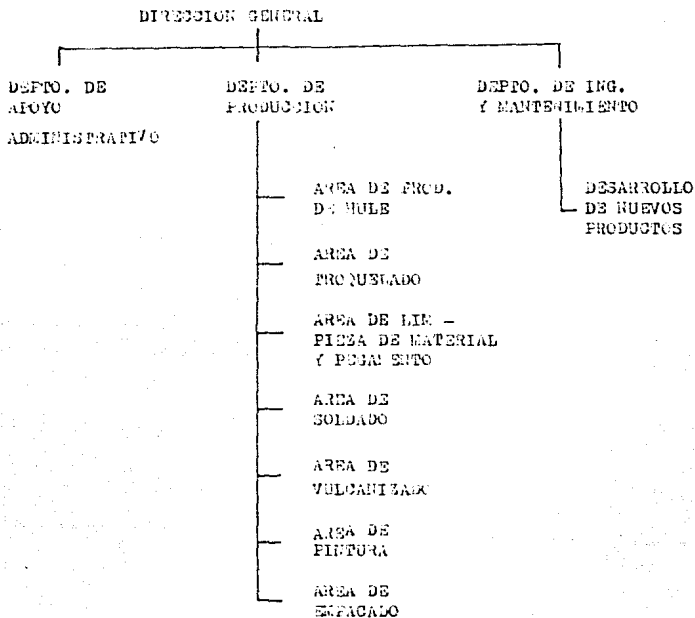 DIRECCION GENERAL
DEPTO. DE
APOYO
ADMINISTRATIVO
DEPTO. DE
PRODUCCION
DEPTO. DE ING.
Y MANTENIMIENTO
AREA DE PROD.
DE HULE
AREA DE
TROQUELADO
AREA DE LIM -
PIEZA DE MATERIAL
Y PEGAMENTO
AREA DE
SOLDADO
AREA DE
VULCANIZADO
AREA DE
PINTURA
AREA DE
EMPACADO
DESARROLLO
DE NUEVOS
PRODUCTOS